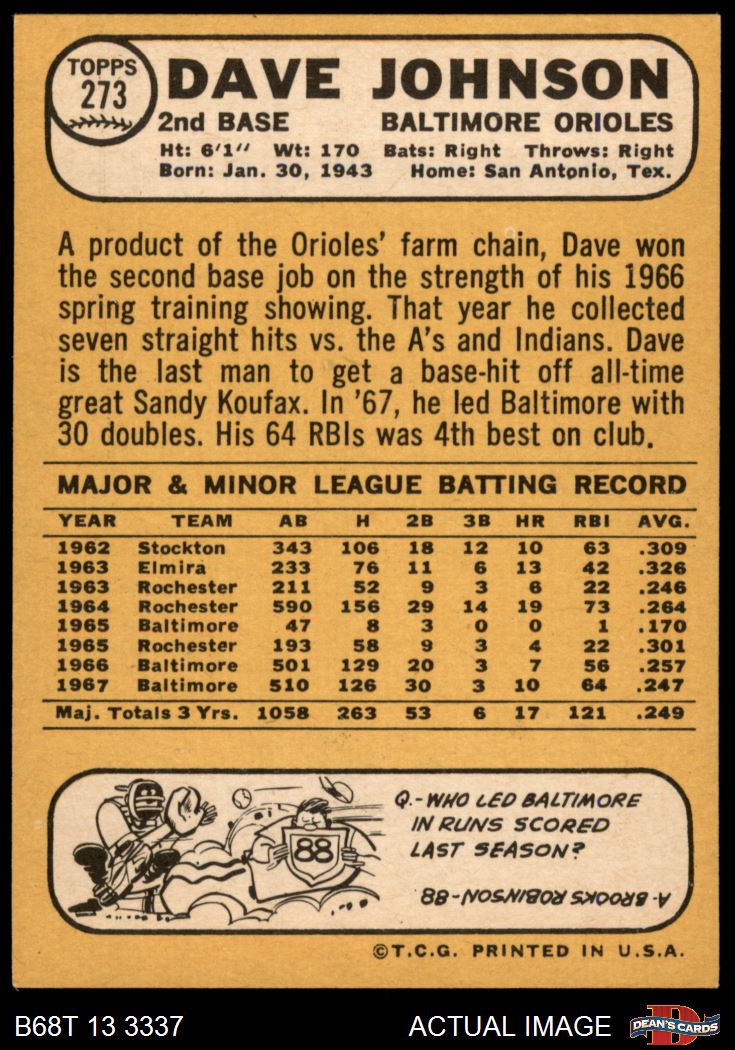 TOPPS
273
DAVE JOHNSON
2nd BASE BALTIMORE ORIOLES
Ht: 6'1" Wt: 170 Bats: Right Throws: Right
Born: Jan. 30, 1943 Home: San Antonio, Tex.
A product of the Orioles' farm chain, Dave won
the second base job on the strength of his 1966
spring training showing. That year he collected
seven straight hits vs. the A's and Indians. Dave
is the last man to get a base-hit off all-time
great Sandy Koufax. In '67, he led Baltimore with
30 doubles. His 64 RBIs was 4th best on club.
MAJOR & MINOR LEAGUE BATTING RECORD
YEAR TEAM AB H 2B 3B HR RBI AVG.
1962 Stockton 343 106 18 12 10 63 .309
1963 Elmira 233 76 11 6 13 42 .326
1963 Rochester 211 52 9 3 6 22 .246
1964 Rochester 590 156 29 14 19 73 .264
1965 Baltimore 47 8 3 0 0 1 .170
1965 Rochester 193 58 9 3 4 22 .301
1966 Baltimore 501 129 20 3 7 56 .257
1967 Baltimore 510 126 30 3 10 64 .247
Maj. Totals 3 Yrs. 1058 263 53 6 17 121 .249
88
Q.-WHO LED BALTIMORE
IN RUNS SCORED
LAST SEASON?
A-BROOKS ROBINSON-88
©T.C.G. PRINTED IN U.S.A.
B68T 13 3337 ACTUAL IMAGE D DEAN'S CARDS